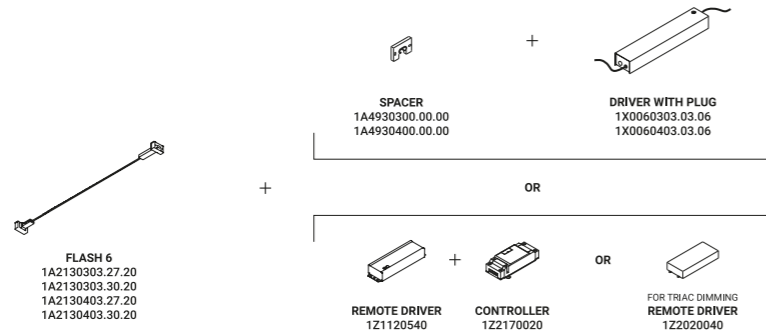 +
SPACER
1A4930300.00.00
1A4930400.00.00
DRIVER WITH PLUG
1X0060303.03.06
1X0060403.03.06
+
OR
FLASH 6
1A2130303.27.20
1A2130303.30.20
1A2130403.27.20
1A2130403.30.20
+
OR
REMOTE DRIVER
1Z1120540
CONTROLLER
1Z2170020
FOR TRIAC DIMMING
REMOTE DRIVER
1Z2020040